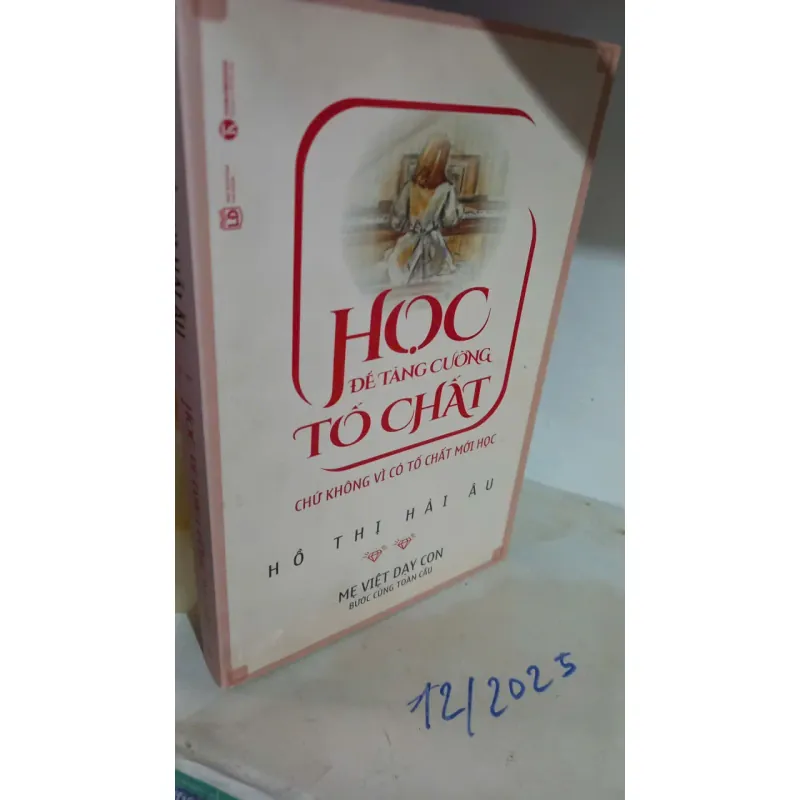 HỌC
ĐỂ TĂNG CƯỜNG
TỐ CHẤT
CHỨ KHÔNG VÌ CÓ TỐ CHẤT MỚI HỌC
HỒ THỊ HẢI ÂU
MẸ VIỆT DẠY CON
BƯỚC CÙNG TOÀN CẦU
12/2025